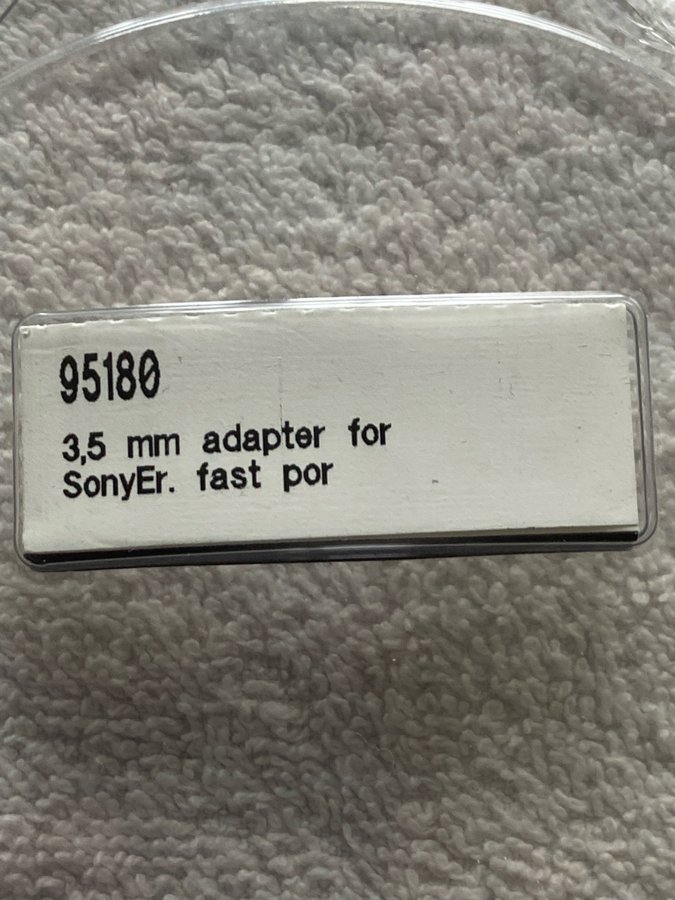 95180
3,5 mm adapter for
SonyEr. fast por